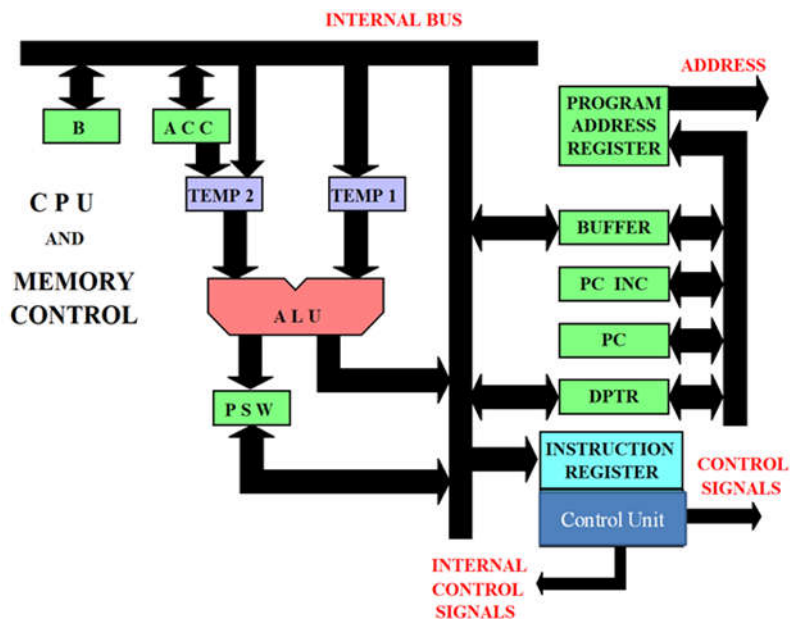 INTERNAL BUS
ADDRESS
PROGRAM
ADDRESS
REGISTER
B
A C C
TEMP 2
TEMP 1
C P U
AND
MEMORY
CONTROL
BUFFER
PC INC
A L U
PC
P S W
DPTR
INSTRUCTION
REGISTER
CONTROL
SIGNALS
Control Unit
INTERNAL
CONTROL
SIGNALS